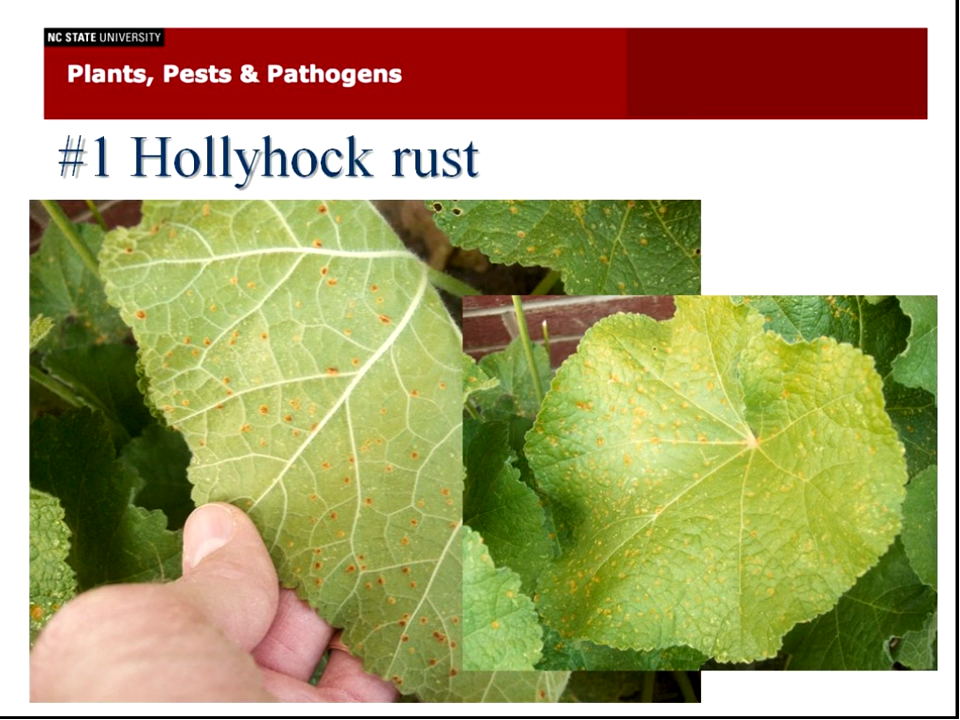 NC STATE UNIVERSITY
Plants, Pests & Pathogens
#1 Hollyhock rust